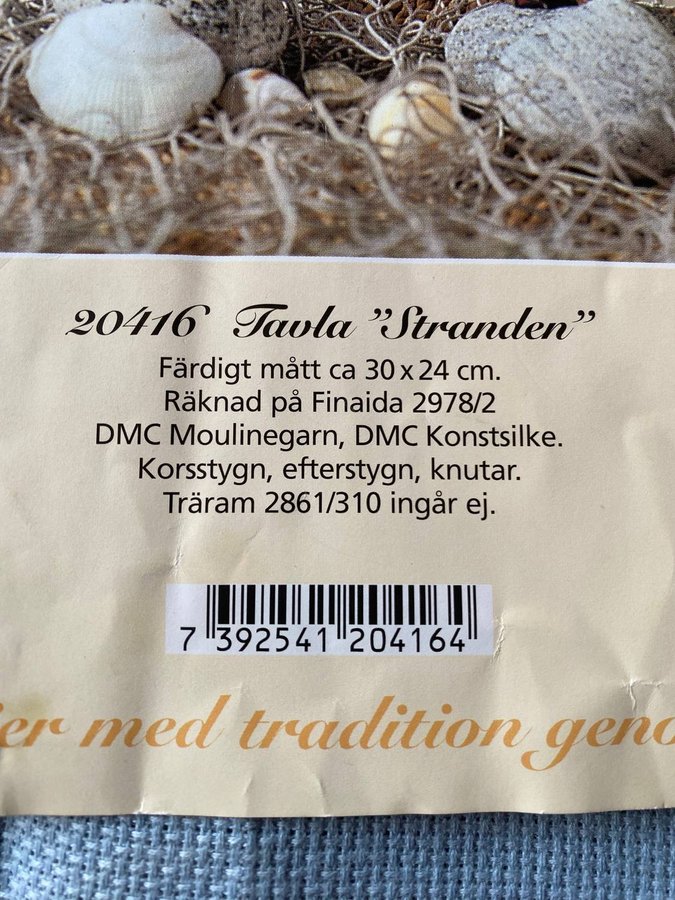 20416 Tavla ”Stranden”
Färdigt mått ca 30 x 24 cm.
Räknad på Finaida 2978/2
DMC Moulinegarn, DMC Konstsilke.
Korsstygn, efterstygn, knutar.
Träram 2861/310 ingår ej.
7 392541 204164
med tradition